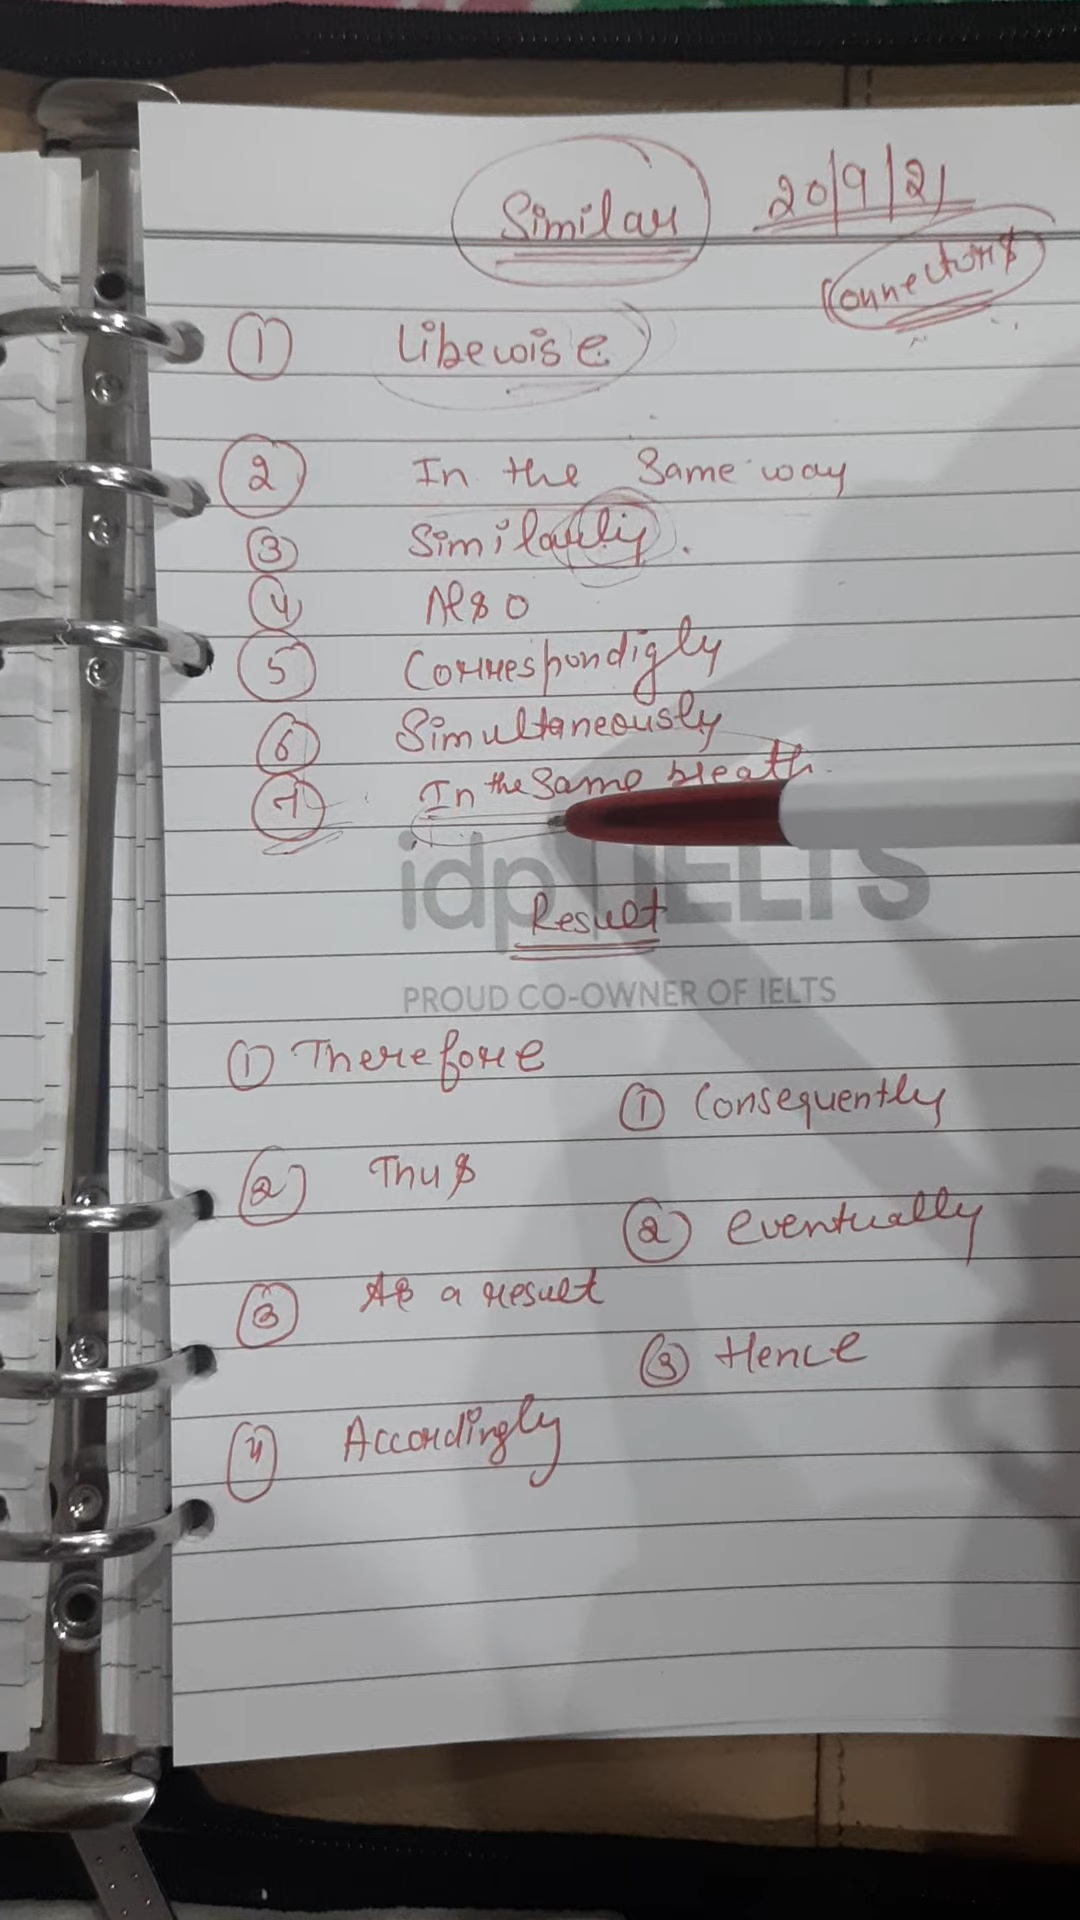 Similar 20/9/21
Connectors
1 Likewise
2 In the Same way
3 Similarly.
4 Also
5 Correspondigly
6 Simultaneously
7 In the Same breath.
idp IELTS
Result
PROUD CO-OWNER OF IELTS
1 Therefore
1 Consequently
2 Thus
2 eventually
3 As a result
3 Hence
4 Accordingly